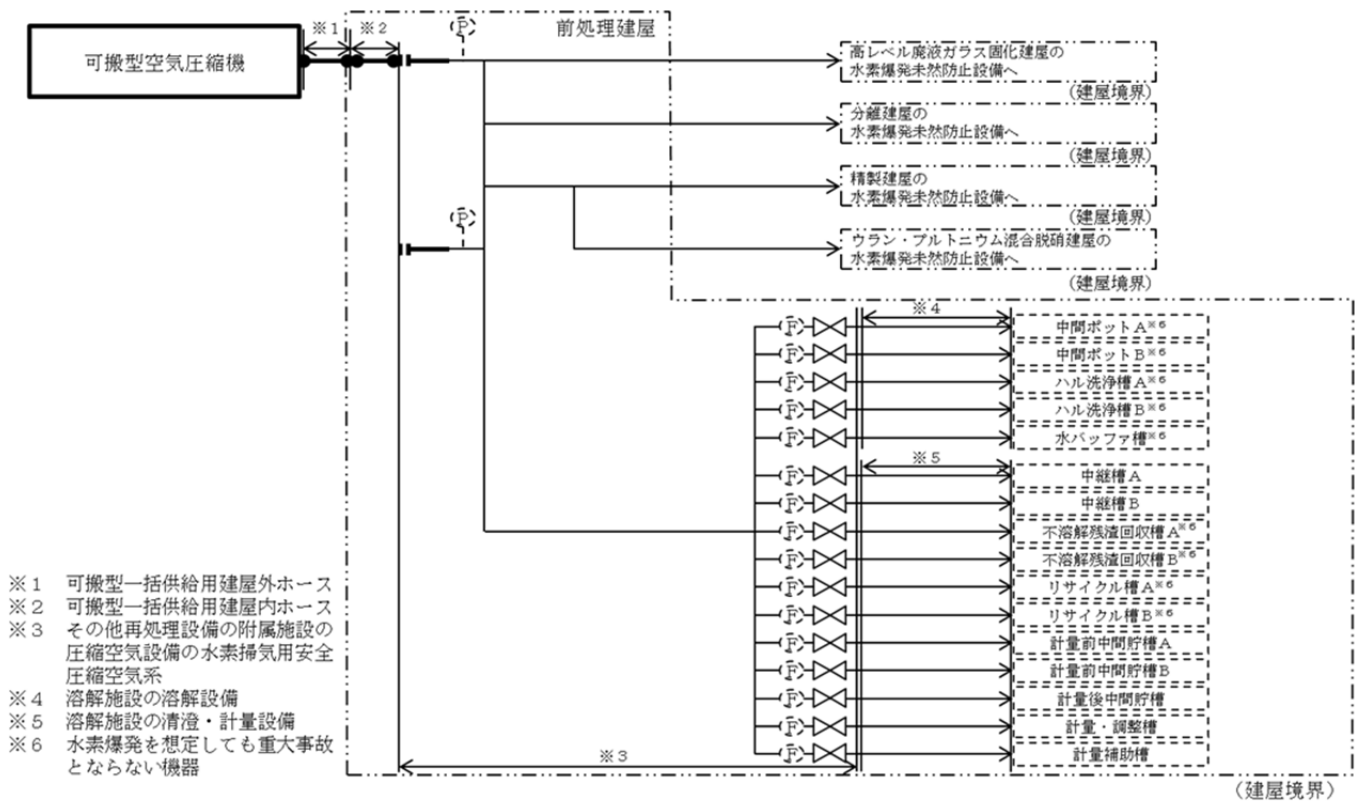 ※1
※2
P
前処理建屋
可搬型空気圧縮機
高レベル廃液ガラス固化建屋の
水素爆発未然防止設備へ
(建屋境界)
分離建屋の
水素爆発未然防止設備へ
(建屋境界)
精製建屋の
水素爆発未然防止設備へ
(建屋境界)
P
ウラン・プルトニウム混合脱硝建屋の
水素爆発未然防止設備へ
(建屋境界)
※4
F
中間ポットA※6
F
中間ポットB※6
F
ハル洗浄槽A※6
F
ハル洗浄槽B※6
F
水バッファ槽※6
※5
F
中継槽A
F
中継槽B
F
不溶解残渣回収槽A※6
F
不溶解残渣回収槽B※6
F
リサイクル槽A※6
F
リサイクル槽B※6
F
計量前中間貯槽A
F
計量前中間貯槽B
F
計量後中間貯槽
F
計量・調整槽
F
計量補助槽
※3
(建屋境界)
※1 可搬型一括供給用建屋外ホース
※2 可搬型一括供給用建屋内ホース
※3 その他再処理設備の附属施設の
圧縮空気設備の水素掃気用安全
圧縮空気系
※4 溶解施設の溶解設備
※5 溶解施設の清澄・計量設備
※6 水素爆発を想定しても重大事故
とならない機器